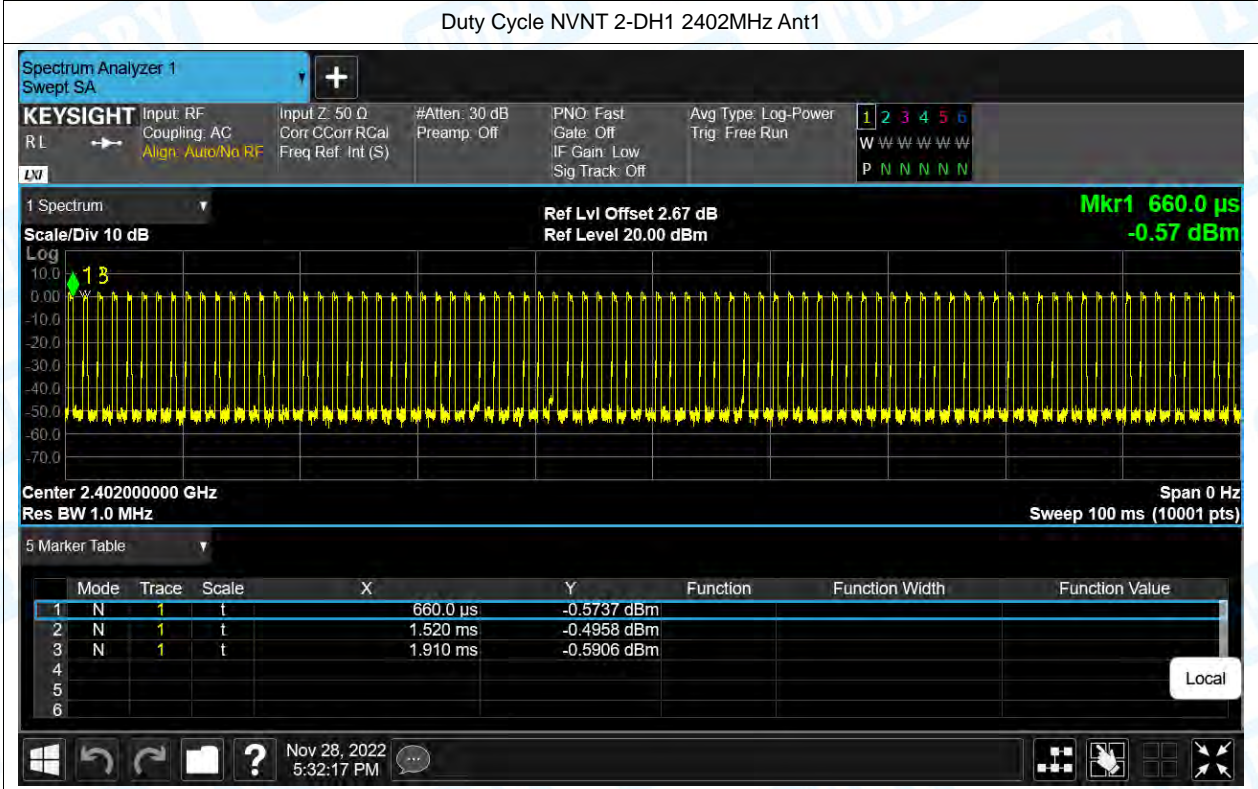 Duty Cycle NVNT 2-DH1 2402MHz Ant1
Spectrum Analyzer 1
Swept SA
KEYSIGHT Input: RF Input Z: 50 Ω #Atten: 30 dB PNO: Fast Avg Type: Log-Power 1 2 3 4 5 6
RL Coupling: AC Corr CCorr RCal Preamp: Off Gate: Off Trig: Free Run W W W W W W
Align: Auto/No RF Freq Ref: Int (S) IF Gain: Low
LXI Sig Track: Off P N N N N N
1 Spectrum Ref Lvl Offset 2.67 dB Mkr1 660.0 µs
Scale/Div 10 dB Ref Level 20.00 dBm -0.57 dBm
Log
10.0
0.00
-10.0
-20.0
-30.0
-40.0
-50.0
-60.0
-70.0
Center 2.402000000 GHz Span 0 Hz
Res BW 1.0 MHz Sweep 100 ms (10001 pts)
5 Marker Table
Mode Trace Scale X Y Function Function Width Function Value
1 N 1 t 660.0 µs -0.5737 dBm
2 N 1 t 1.520 ms -0.4958 dBm
3 N 1 t 1.910 ms -0.5906 dBm
4
5
6
Local
? Nov 28, 2022
5:32:17 PM